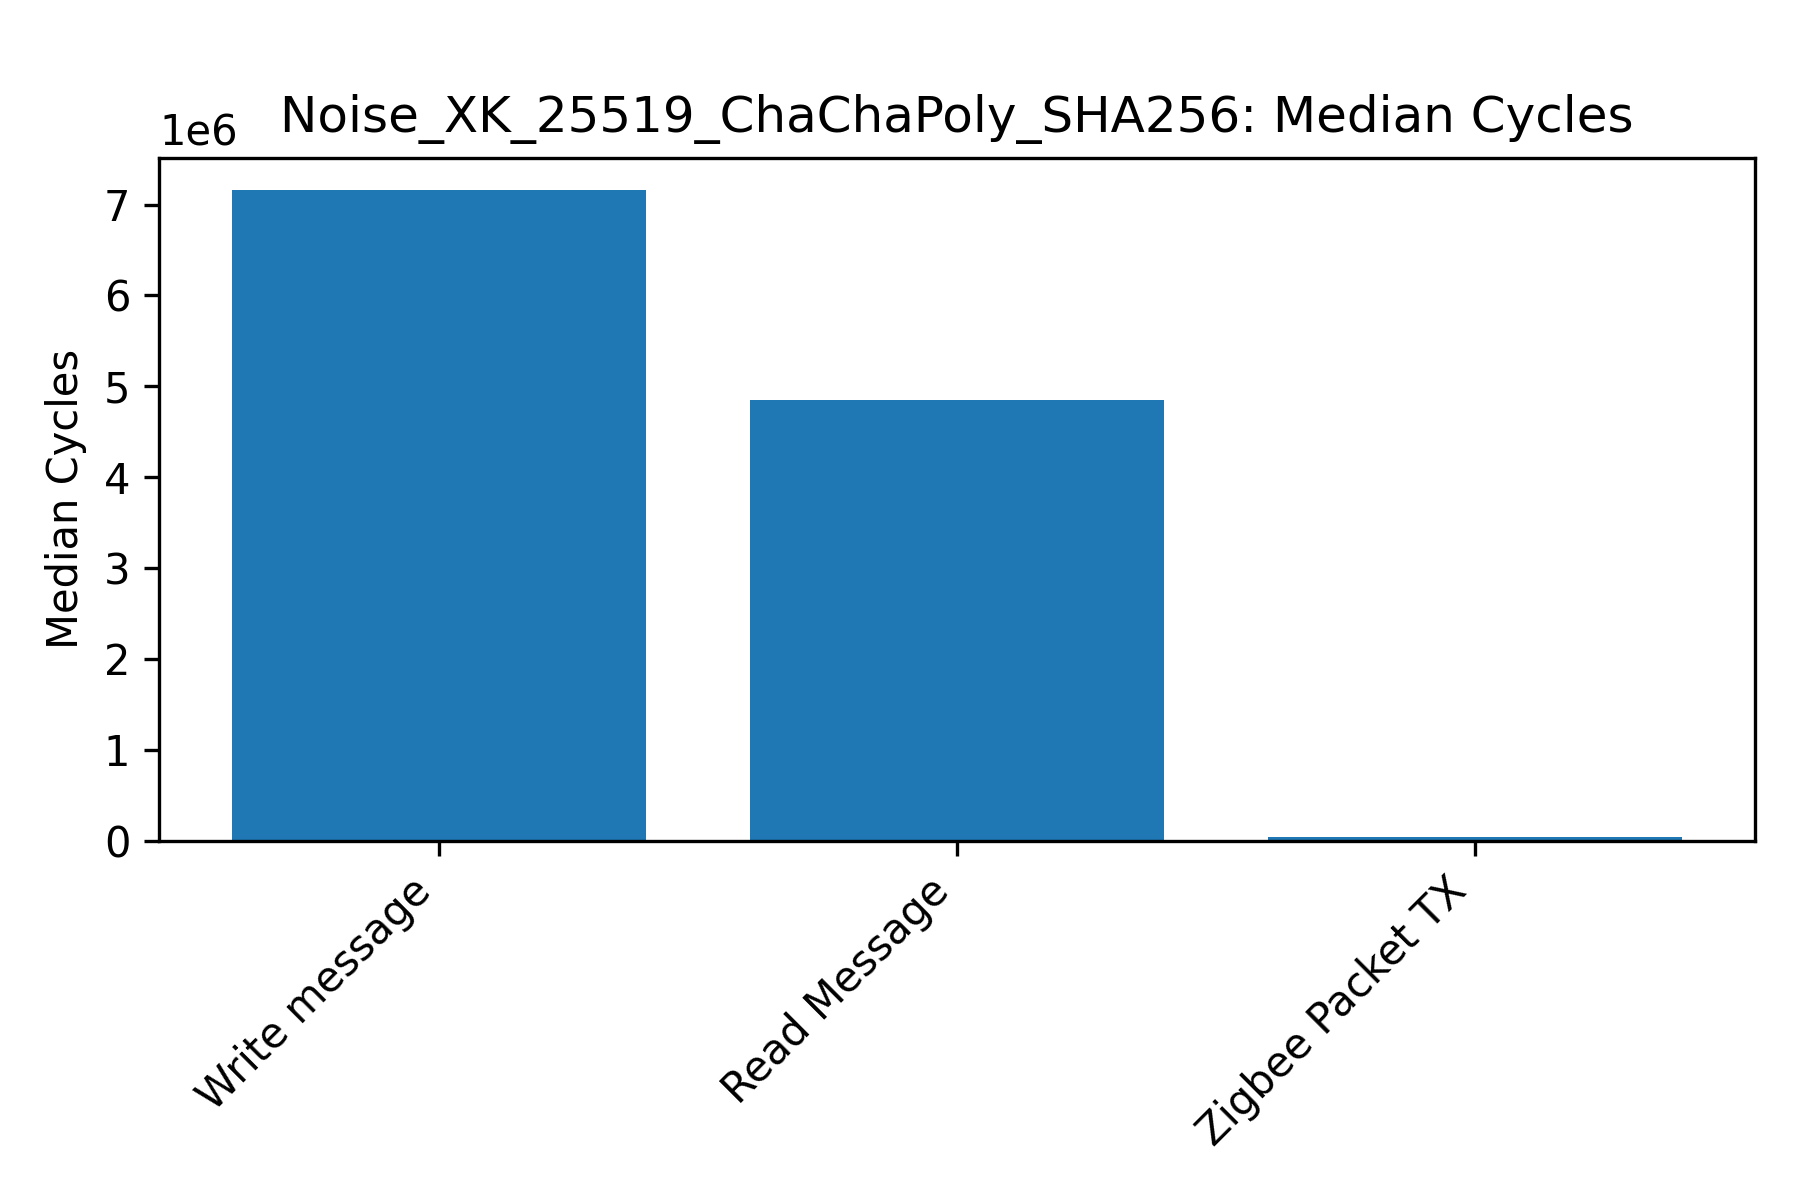 Noise_XK_25519_ChaChaPoly_SHA256: Median Cycles
1e6
7
6
5
4
3
2
1
0
Median Cycles
Write message
Read Message
Zigbee Packet TX